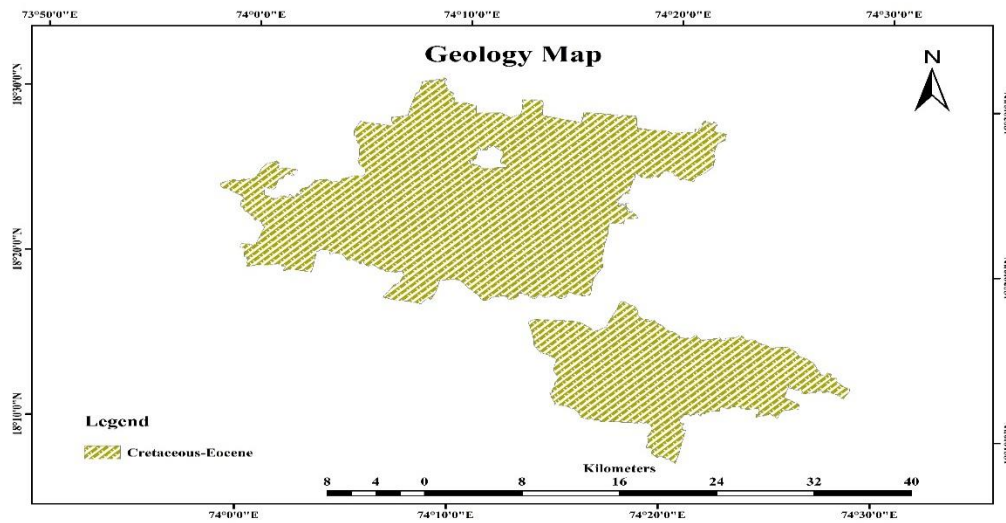 73°50'0"E 74°0'0"E 74°10'0"E 74°20'0"E 74°30'0"E
Geology Map
N
18°30'0"N
18°20'0"N
18°10'0"N
Legend
Cretaceous-Eocene
Kilometers
8 4 0 8 16 24 32 40
74°0'0"E 74°10'0"E 74°20'0"E 74°30'0"E